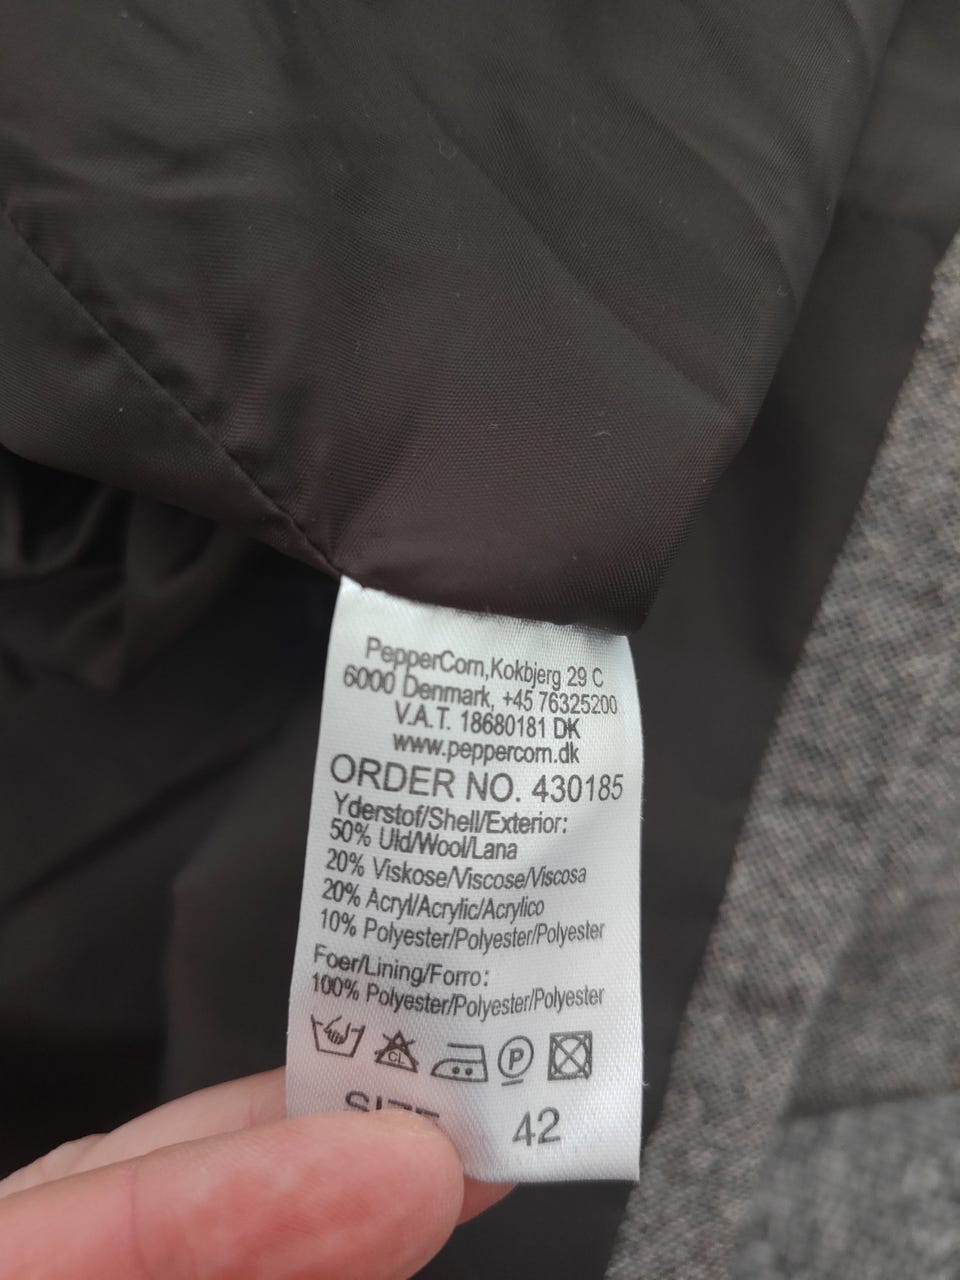 PepperCorn, Kokbjerg 29 C
6000 Denmark, +45 76325200
V.A.T. 18680181 DK
www.peppercorn.dk
ORDER NO. 430185
Yderstof/Shell/Exterior:
50% Uld/Wool/Lana
20% Viskose/Viscose/Viscosa
20% Acryl/Acrylic/Acrylico
10% Polyester/Polyester/Polyester
Foer/Lining/Forro:
100% Polyester/Polyester/Polyester
CL P
SIZE 42